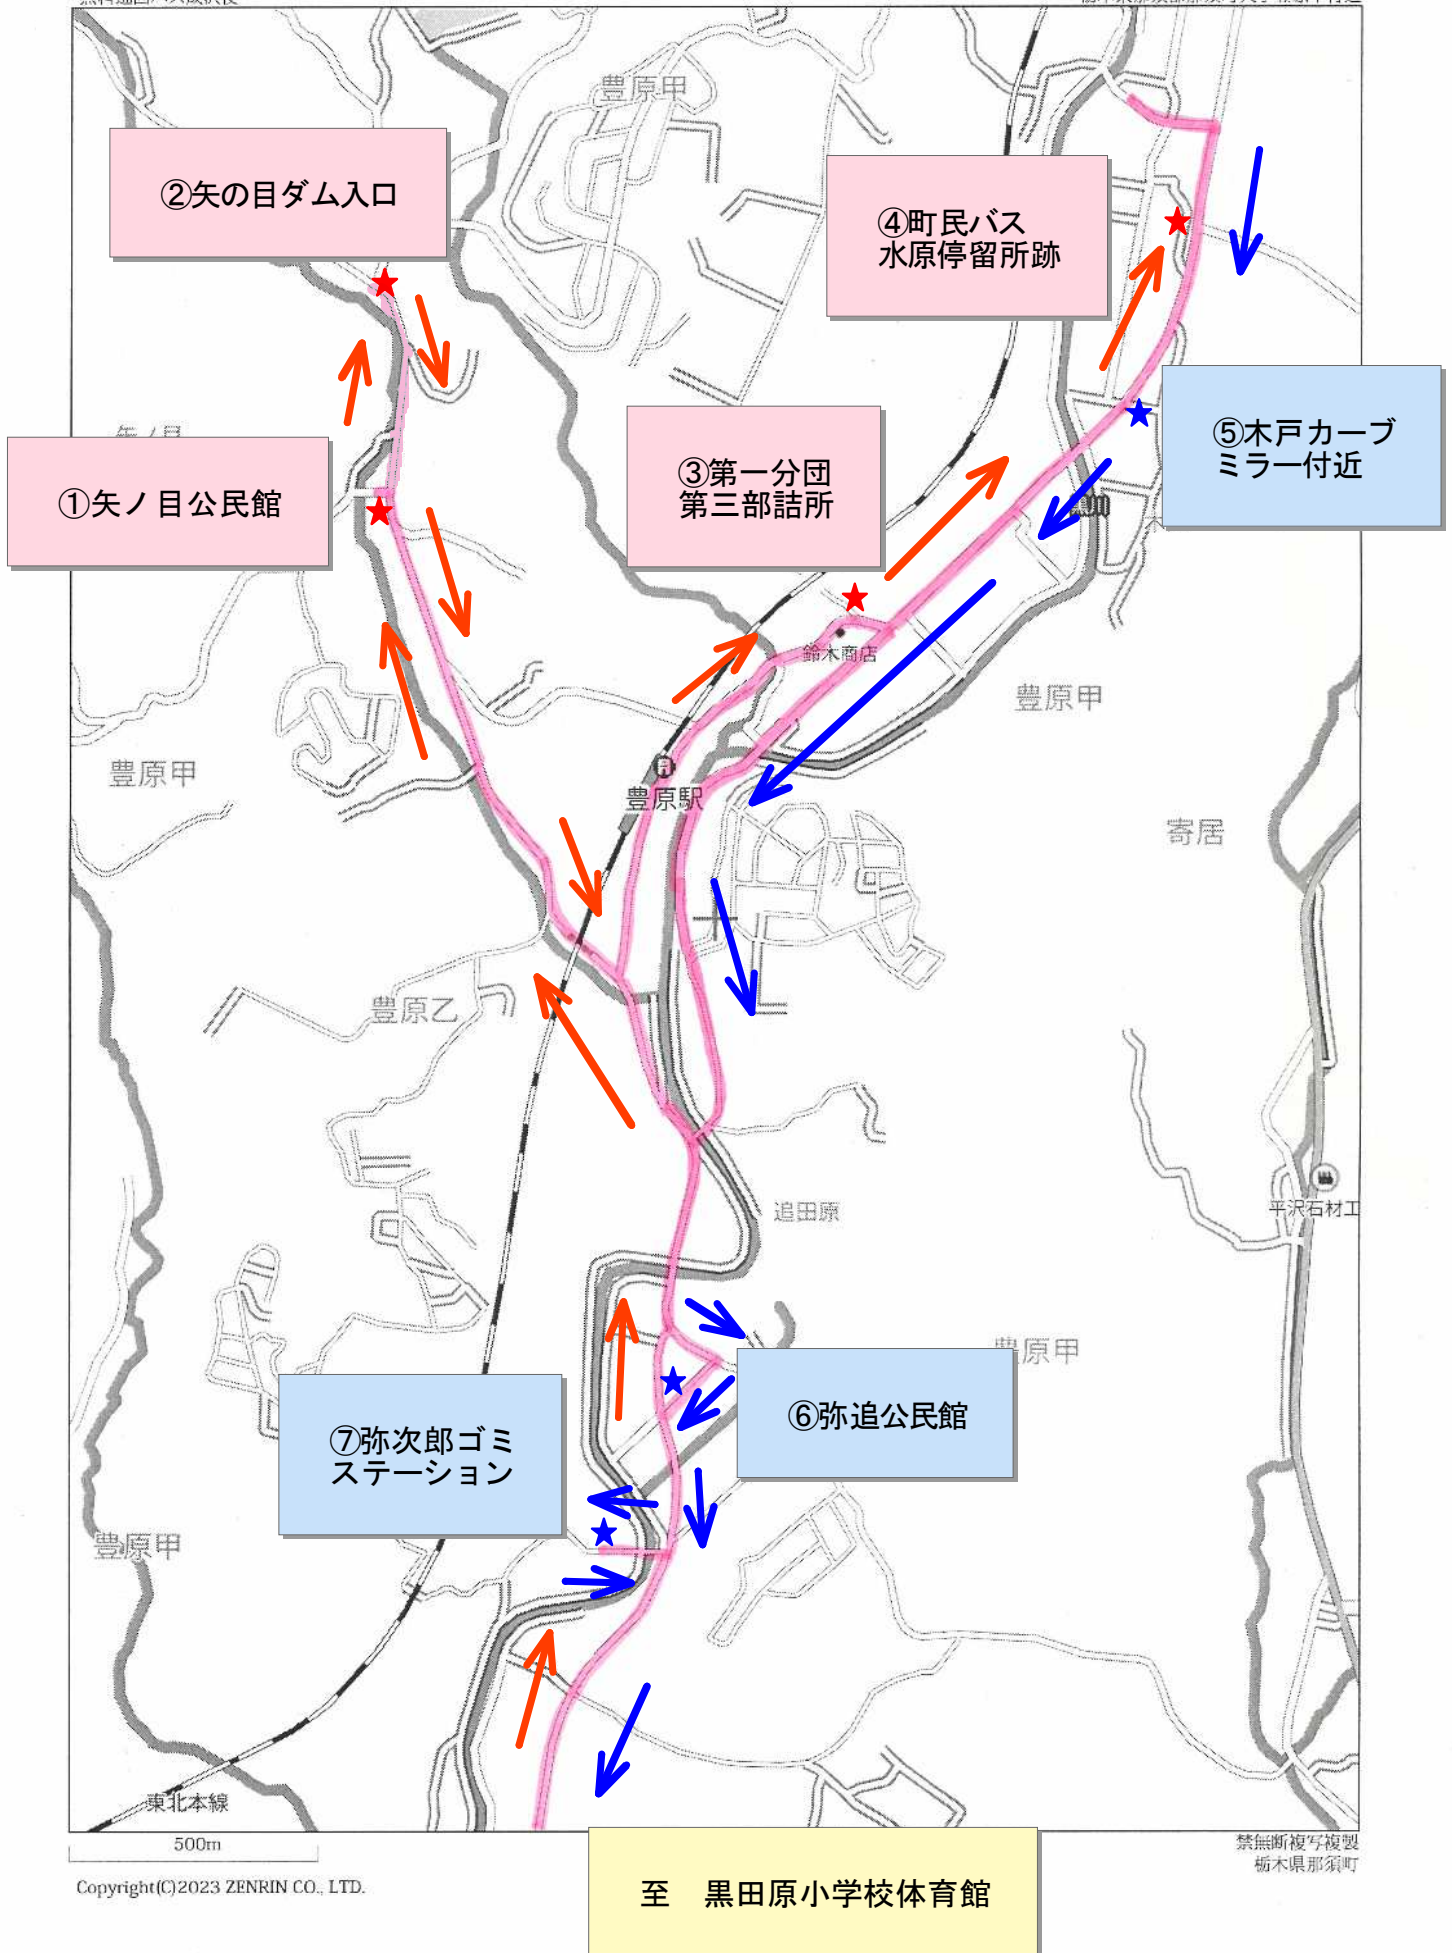 豊原甲
②矢の目ダム入口
④町民バス
水原停留所跡
⑤木戸カーブ
ミラー付近
③第一分団
第三部詰所
①矢ノ目公民館
鈴木商店
豊原甲
豊原甲
豊原駅
寄居
豊原乙
追田原
平沢石材工
豊原甲
⑥弥追公民館
⑦弥次郎ゴミ
ステーション
豊原甲
東北本線
500m
禁無断複写複製
栃木県那須町
Copyright(C)2023 ZENRIN CO., LTD.
至　黒田原小学校体育館